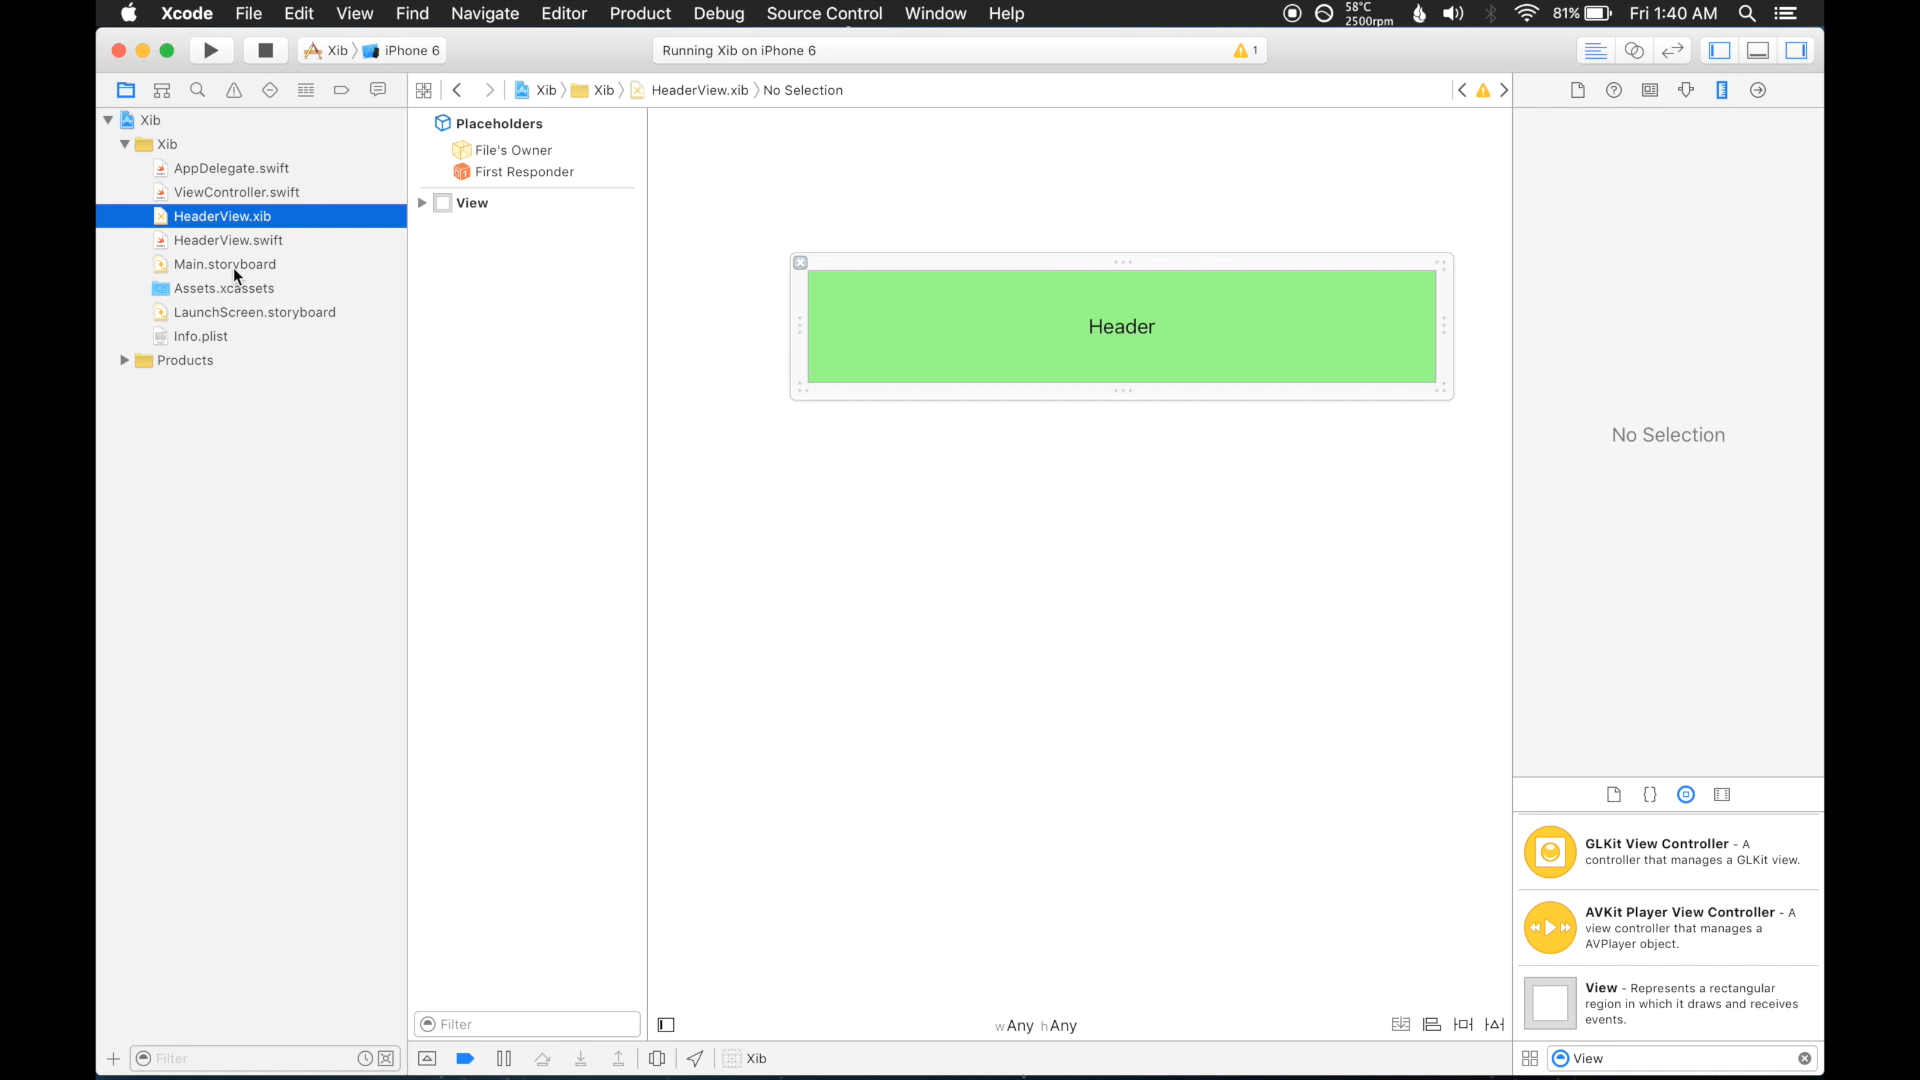 Xcode File Edit View Find Navigate Editor Product Debug Source Control Window Help 58°C 2500rpm 81% Fri 1:40 AM
Xib iPhone 6 Running Xib on iPhone 6 1
Xib Xib HeaderView.xib No Selection
Xib
Xib
AppDelegate.swift
ViewController.swift
HeaderView.xib
HeaderView.swift
Main.storyboard
Assets.xcassets
LaunchScreen.storyboard
Info.plist
Products
Placeholders
File's Owner
First Responder
View
Header
No Selection
GLKit View Controller - A
controller that manages a GLKit view.
AVKit Player View Controller - A
view controller that manages a
AVPlayer object.
View - Represents a rectangular
region in which it draws and receives
events.
Filter
wAny hAny
Filter
Xib
View